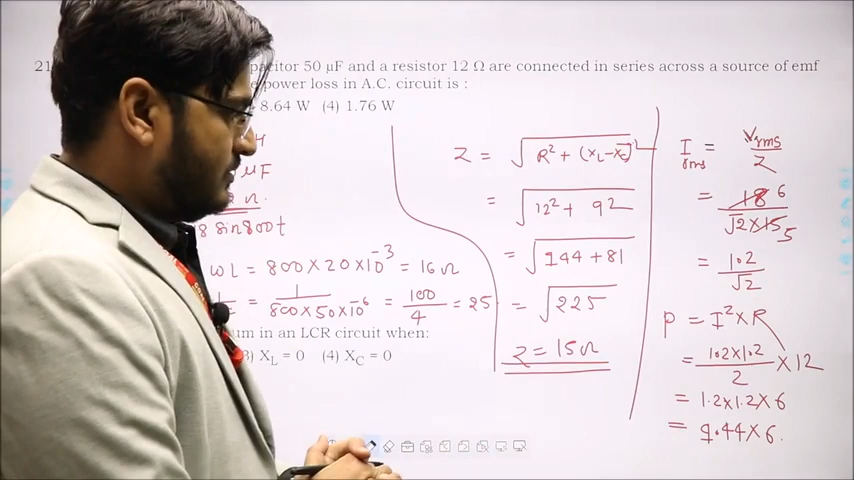 21
pacitor 50 µF and a resistor 12 Ω are connected in series across a source of emf
power loss in A.C. circuit is :
8.64 W (4) 1.76 W
H
µF
Ω.
8 sin800t
ωL = 800×20×10⁻³ = 16Ω
= 1/(800×50×10⁻⁶) = 100/4 = 25
um in an LCR circuit when:
(3) X_L = 0 (4) X_C = 0
Z = √(R² + (X_L-X_C)²)
= √(12² + 92)
= √(144 + 81)
= √225
Z = 15Ω
I_rms = V_rms/Z
= 18 6/(√2×15 5)
= 1.2/√2
P = I²×R
= (1.2×1.2)/2 ×12
= 1.2×1.2×6
= 1.44×6.